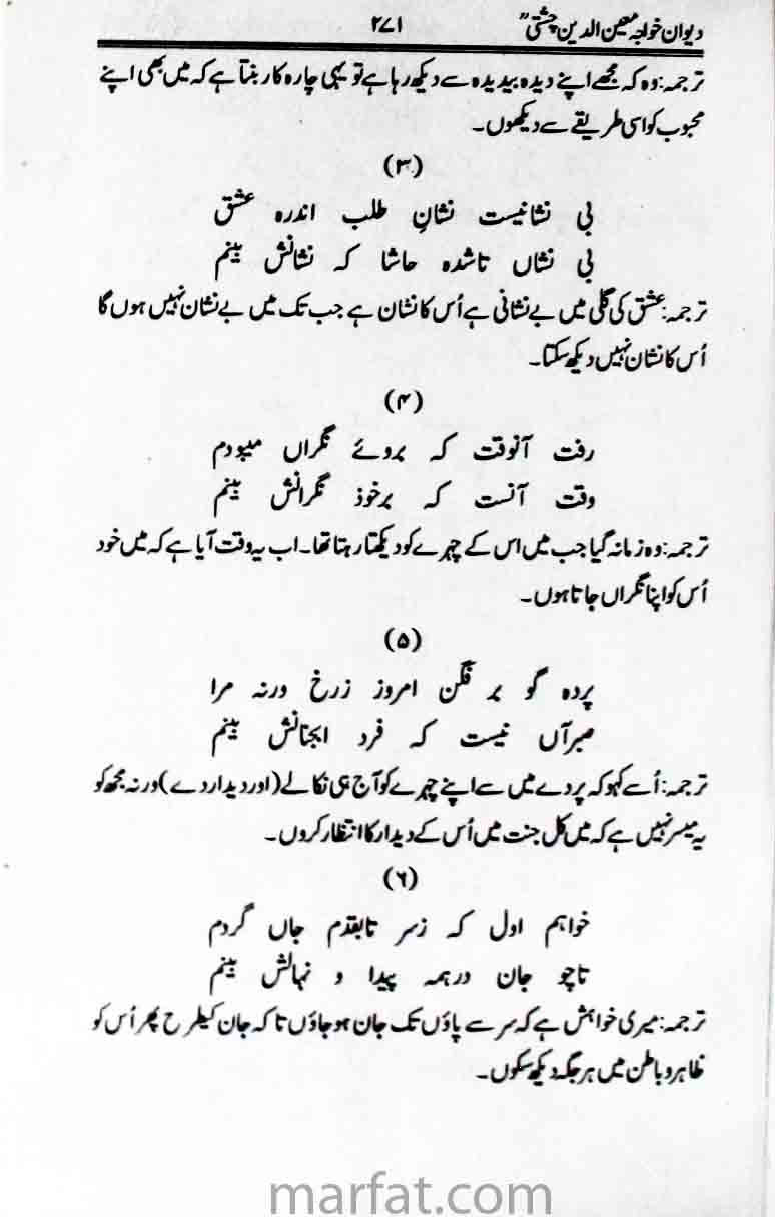 دیوان خواجہ معین الدین چشتیؒ ۲۷۱
ترجمہ: وہ کہ مجھے اپنے دیدہ بیدیدہ سے دیکھ رہا ہے تو یہی چارہ کار بنتا ہے کہ میں بھی اپنے
محبوب کو اسی طریقے سے دیکھوں۔
(۳)
بی نشانیست نشانِ طلب اندرہ عشق
بی نشاں تاشدہ حاشا کہ نشانش بینم
ترجمہ: عشق کی گلی میں بے نشانی ہے اُس کا نشان ہے جب تک میں بے نشان نہیں ہوں گا
اُس کا نشان نہیں دیکھ سکتا۔
(۴)
رفت آنوقت کہ بروئے نگراں میبودم
وقت آنست کہ برخوذ نگرانش بینم
ترجمہ: وہ زمانہ گیا جب میں اس کے چہرے کو دیکھتا رہتا تھا۔ اب یہ وقت آیا ہے کہ میں خود
اُس کو اپنا نگراں جاتا ہوں۔
(۵)
پردہ گو بر فگن امروز زرخ ورنہ مرا
صبرآں نیست کہ فرد ابجنانش بینم
ترجمہ: اُسے کہو کہ پردے میں سے اپنے چہرے کو آج ہی نکالے (اور دیدار دے) ورنہ مجھ کو
یہ میسر نہیں ہے کہ میں کل جنت میں اُس کے دیدار کا انتظار کروں۔
(۶)
خواہم اول کہ زسر تابقدم جاں گردم
تاچو جان درہمہ پیدا و نہالش بینم
ترجمہ: میری خواہش ہے کہ سر سے پاؤں تک جان ہو جاؤں تاکہ جان کیطرح پھر اُس کو
ظاہر و باطن میں ہر جگہ دیکھ سکوں۔
marfat.com